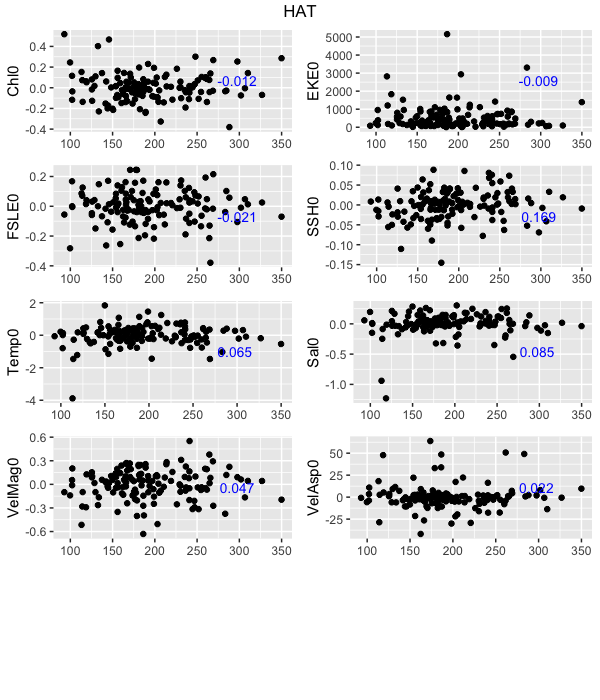 HAT
Chl0
0.4
0.2
0.0
-0.2
-0.4
-0.012
100 150 200 250 300 350
EKE0
5000
4000
3000
2000
1000
0
-0.009
100 150 200 250 300 350
FSLE0
0.2
0.0
-0.2
-0.4
-0.021
100 150 200 250 300 350
SSH0
0.10
0.05
0.00
-0.05
-0.10
-0.15
0.169
100 150 200 250 300 350
Temp0
2
0
-2
-4
0.065
100 150 200 250 300 350
Sal0
0.0
-0.5
-1.0
0.085
100 150 200 250 300 350
VelMag0
0.6
0.3
0.0
-0.3
-0.6
0.047
100 150 200 250 300 350
VelAsp0
50
25
0
-25
0.022
100 150 200 250 300 350